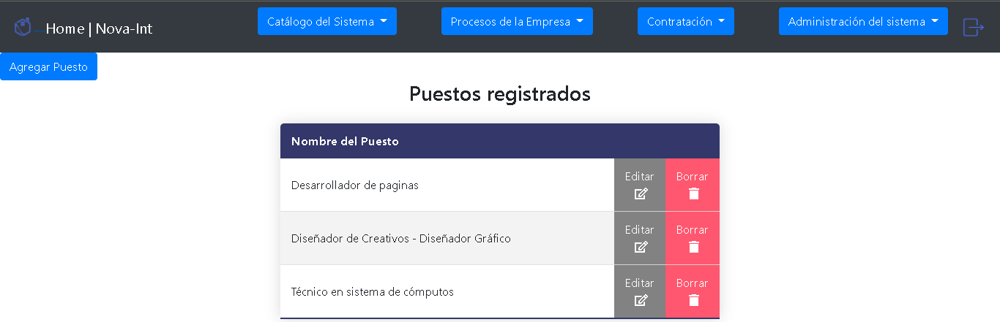 Home | Nova-Int
Catálogo del Sistema
Procesos de la Empresa
Contratación
Administración del sistema
Agregar Puesto
Puestos registrados
Nombre del Puesto
Desarrollador de paginas
Editar
Borrar
Diseñador de Creativos - Diseñador Gráfico
Editar
Borrar
Técnico en sistema de cómputos
Editar
Borrar